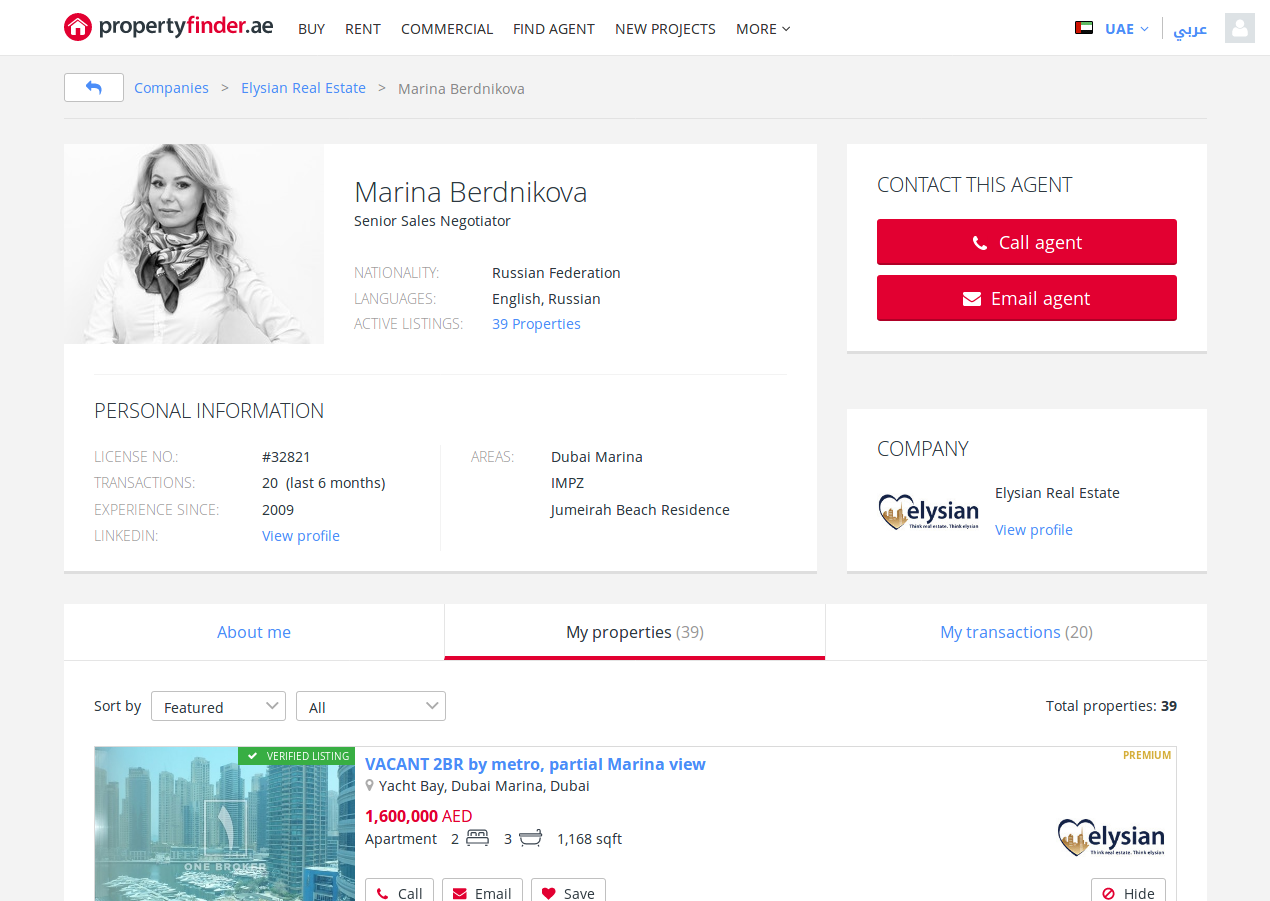 propertyfinder.ae BUY RENT COMMERCIAL FIND AGENT NEW PROJECTS MORE UAE عربي
Companies > Elysian Real Estate > Marina Berdnikova
Marina Berdnikova
Senior Sales Negotiator
NATIONALITY: Russian Federation
LANGUAGES: English, Russian
ACTIVE LISTINGS: 39 Properties
CONTACT THIS AGENT
Call agent
Email agent
PERSONAL INFORMATION
LICENSE NO.: #32821
TRANSACTIONS: 20 (last 6 months)
EXPERIENCE SINCE: 2009
LINKEDIN: View profile
AREAS: Dubai Marina
IMPZ
Jumeirah Beach Residence
COMPANY
elysian
Think real estate. Think elysian
Elysian Real Estate
View profile
About me My properties (39) My transactions (20)
Sort by Featured All Total properties: 39
VERIFIED LISTING
ONE BROKER
VACANT 2BR by metro, partial Marina view PREMIUM
Yacht Bay, Dubai Marina, Dubai
1,600,000 AED
Apartment 2 3 1,168 sqft
elysian
Think real estate. Think elysian
Call Email Save Hide